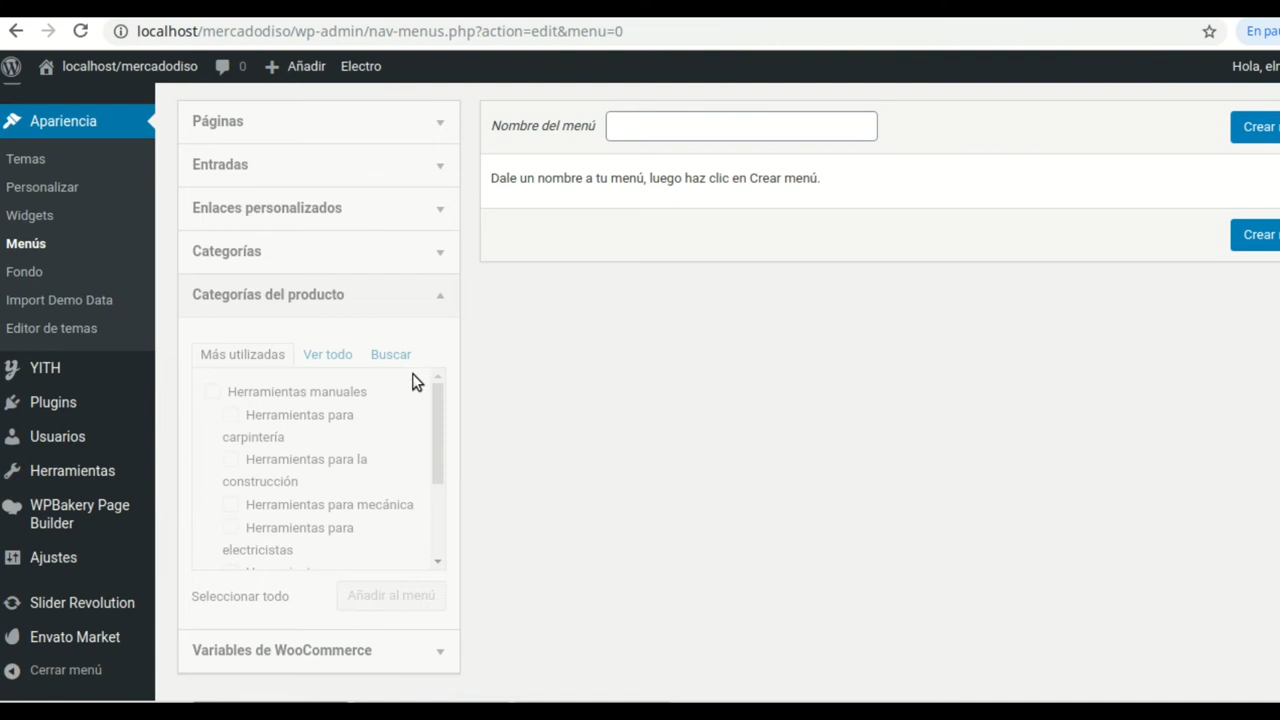 localhost/mercadodiso/wp-admin/nav-menus.php?action=edit&menu=0
En pau
localhost/mercadodiso
0
Añadir
Electro
Hola, elr
Apariencia
Temas
Personalizar
Widgets
Menús
Fondo
Import Demo Data
Editor de temas
YITH
Plugins
Usuarios
Herramientas
WPBakery Page
Builder
Ajustes
Slider Revolution
Envato Market
Cerrar menú
Páginas
Entradas
Enlaces personalizados
Categorías
Categorías del producto
Más utilizadas
Ver todo
Buscar
Herramientas manuales
Herramientas para
carpintería
Herramientas para la
construcción
Herramientas para mecánica
Herramientas para
electricistas
Seleccionar todo
Añadir al menú
Variables de WooCommerce
Nombre del menú
Crear
Dale un nombre a tu menú, luego haz clic en Crear menú.
Crear